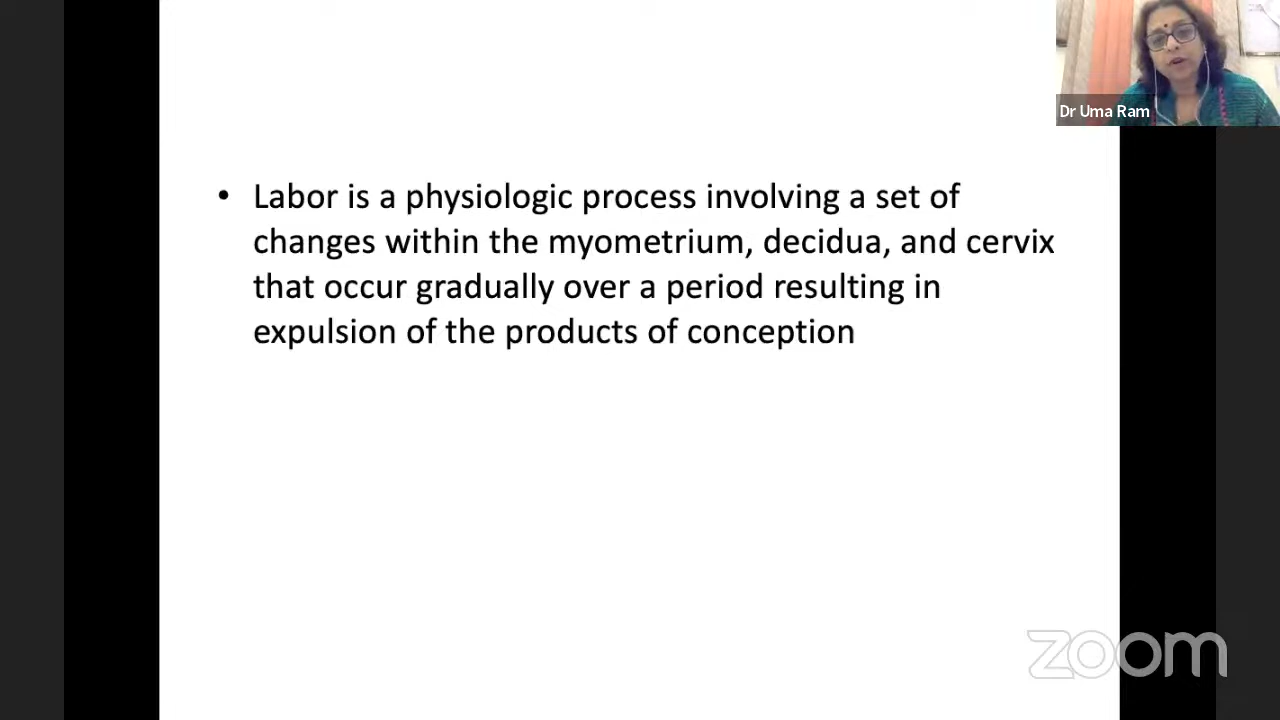 Dr Uma Ram
• Labor is a physiologic process involving a set of
changes within the myometrium, decidua, and cervix
that occur gradually over a period resulting in
expulsion of the products of conception
zoom